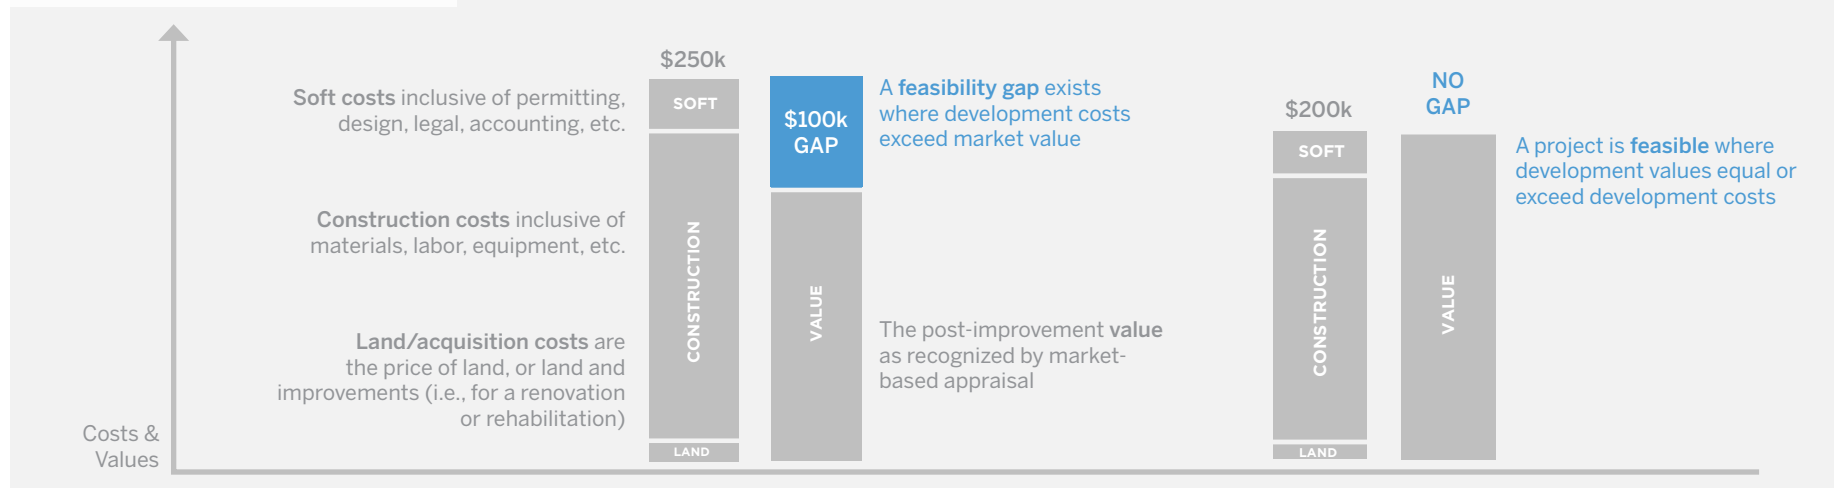 $250k
Soft costs inclusive of permitting,
design, legal, accounting, etc.
SOFT
$100k
GAP
A feasibility gap exists
where development costs
exceed market value
Construction costs inclusive of
materials, labor, equipment, etc.
CONSTRUCTION
VALUE
Land/acquisition costs are
the price of land, or land and
improvements (i.e., for a renovation
or rehabilitation)
The post-improvement value
as recognized by market-
based appraisal
LAND
Costs &
Values
$200k
SOFT
CONSTRUCTION
LAND
NO
GAP
VALUE
A project is feasible where
development values equal or
exceed development costs